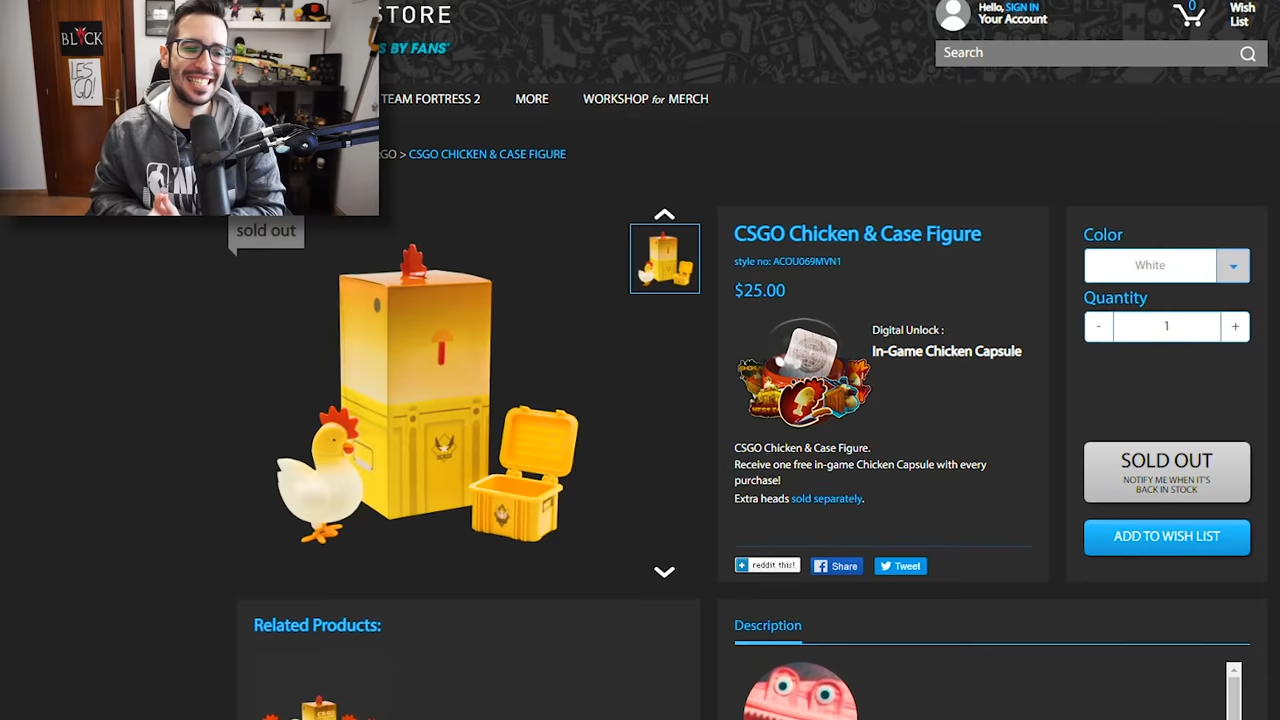 BLICK
LES
GO!
STORE
S BY FANS
Hello, SIGN IN
Your Account
0
Wish
List
Search
TEAM FORTRESS 2
MORE
WORKSHOP for MERCH
GO > CSGO CHICKEN & CASE FIGURE
sold out
CSGO Chicken & Case Figure
style no: ACOU069MVN1
$25.00
Digital Unlock :
In-Game Chicken Capsule
CSGO Chicken & Case Figure.
Receive one free in-game Chicken Capsule with every
purchase!
Extra heads sold separately.
reddit this!
Share
Tweet
Color
White
Quantity
- 1 +
SOLD OUT
NOTIFY ME WHEN IT'S
BACK IN STOCK
ADD TO WISH LIST
Related Products:
Description